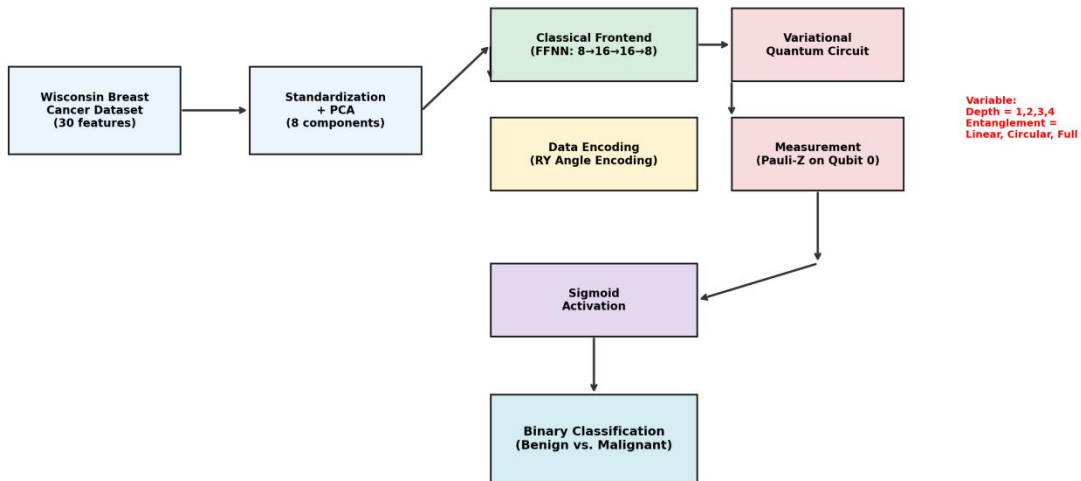 Wisconsin Breast
Cancer Dataset
(30 features)
Standardization
+ PCA
(8 components)
Classical Frontend
(FFNN: 8→16→16→8)
Variational
Quantum Circuit
Variable:
Depth = 1,2,3,4
Entanglement =
Linear, Circular, Full
Data Encoding
(RY Angle Encoding)
Measurement
(Pauli-Z on Qubit 0)
Sigmoid
Activation
Binary Classification
(Benign vs. Malignant)